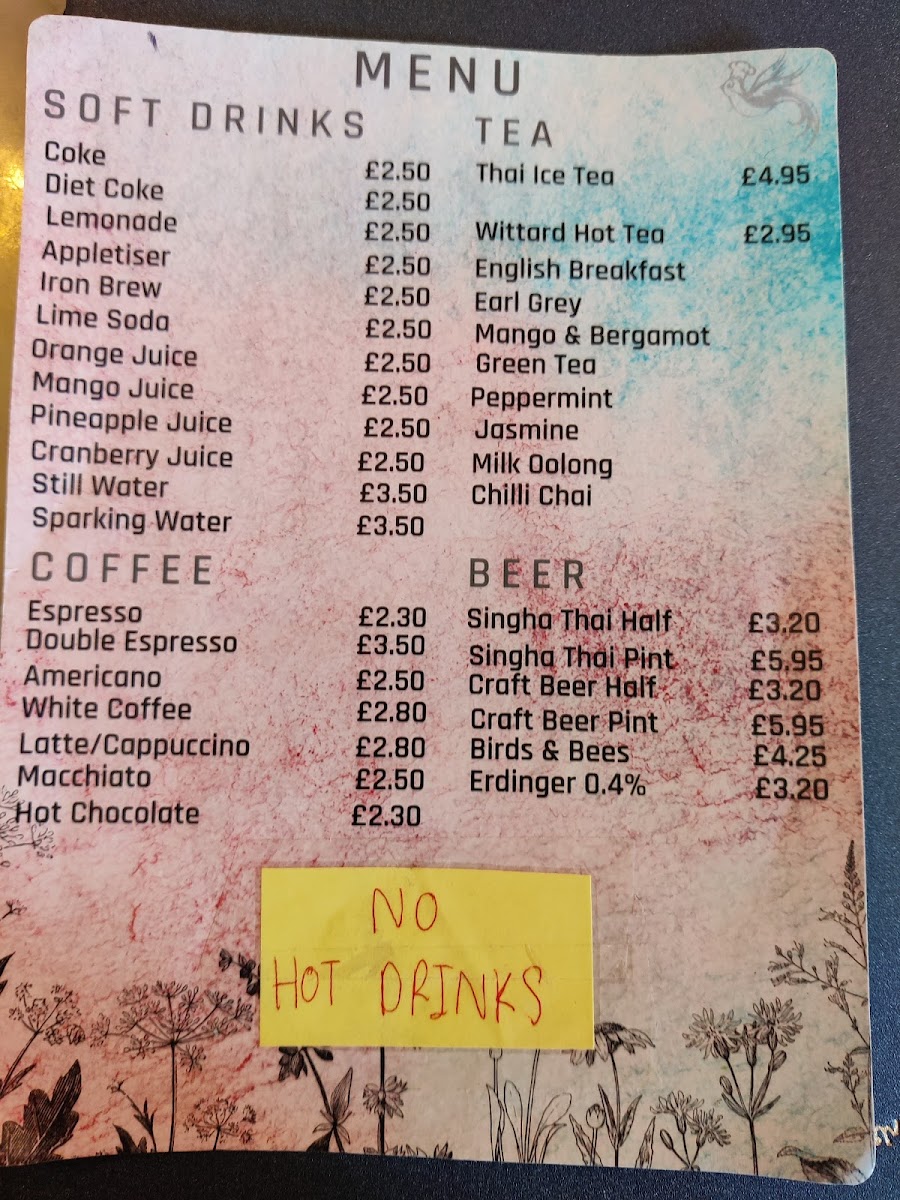 MENU
SOFT DRINKS
Coke £2.50
Diet Coke £2.50
Lemonade £2.50
Appletiser £2.50
Iron Brew £2.50
Lime Soda £2.50
Orange Juice £2.50
Mango Juice £2.50
Pineapple Juice £2.50
Cranberry Juice £2.50
Still Water £3.50
Sparking Water £3.50
COFFEE
Espresso £2.30
Double Espresso £3.50
Americano £2.50
White Coffee £2.80
Latte/Cappuccino £2.80
Macchiato £2.50
Hot Chocolate £2.30
TEA
Thai Ice Tea £4.95
Wittard Hot Tea £2.95
English Breakfast
Earl Grey
Mango & Bergamot
Green Tea
Peppermint
Jasmine
Milk Oolong
Chilli Chai
BEER
Singha Thai Half £3.20
Singha Thai Pint £5.95
Craft Beer Half £3.20
Craft Beer Pint £5.95
Birds & Bees £4.25
Erdinger 0.4% £3.20
NO
HOT DRINKS